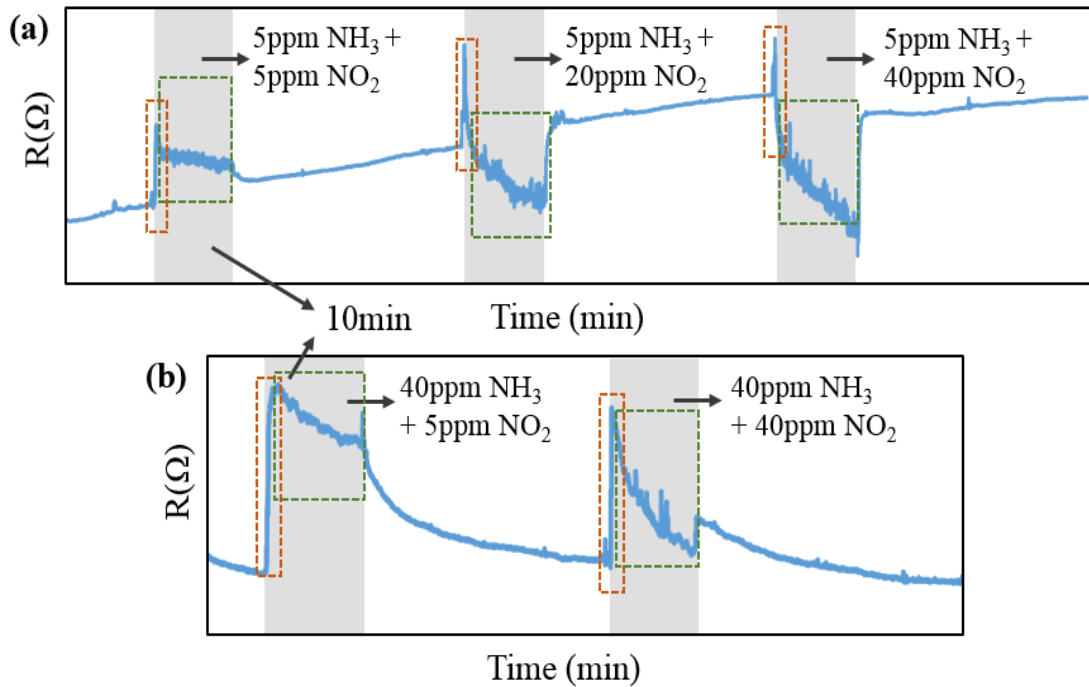 (a)
5ppm NH₃ +
5ppm NO₂
5ppm NH₃ +
20ppm NO₂
5ppm NH₃ +
40ppm NO₂
R(Ω)
10min
Time (min)
(b)
40ppm NH₃
+ 5ppm NO₂
40ppm NH₃
+ 40ppm NO₂
R(Ω)
Time (min)